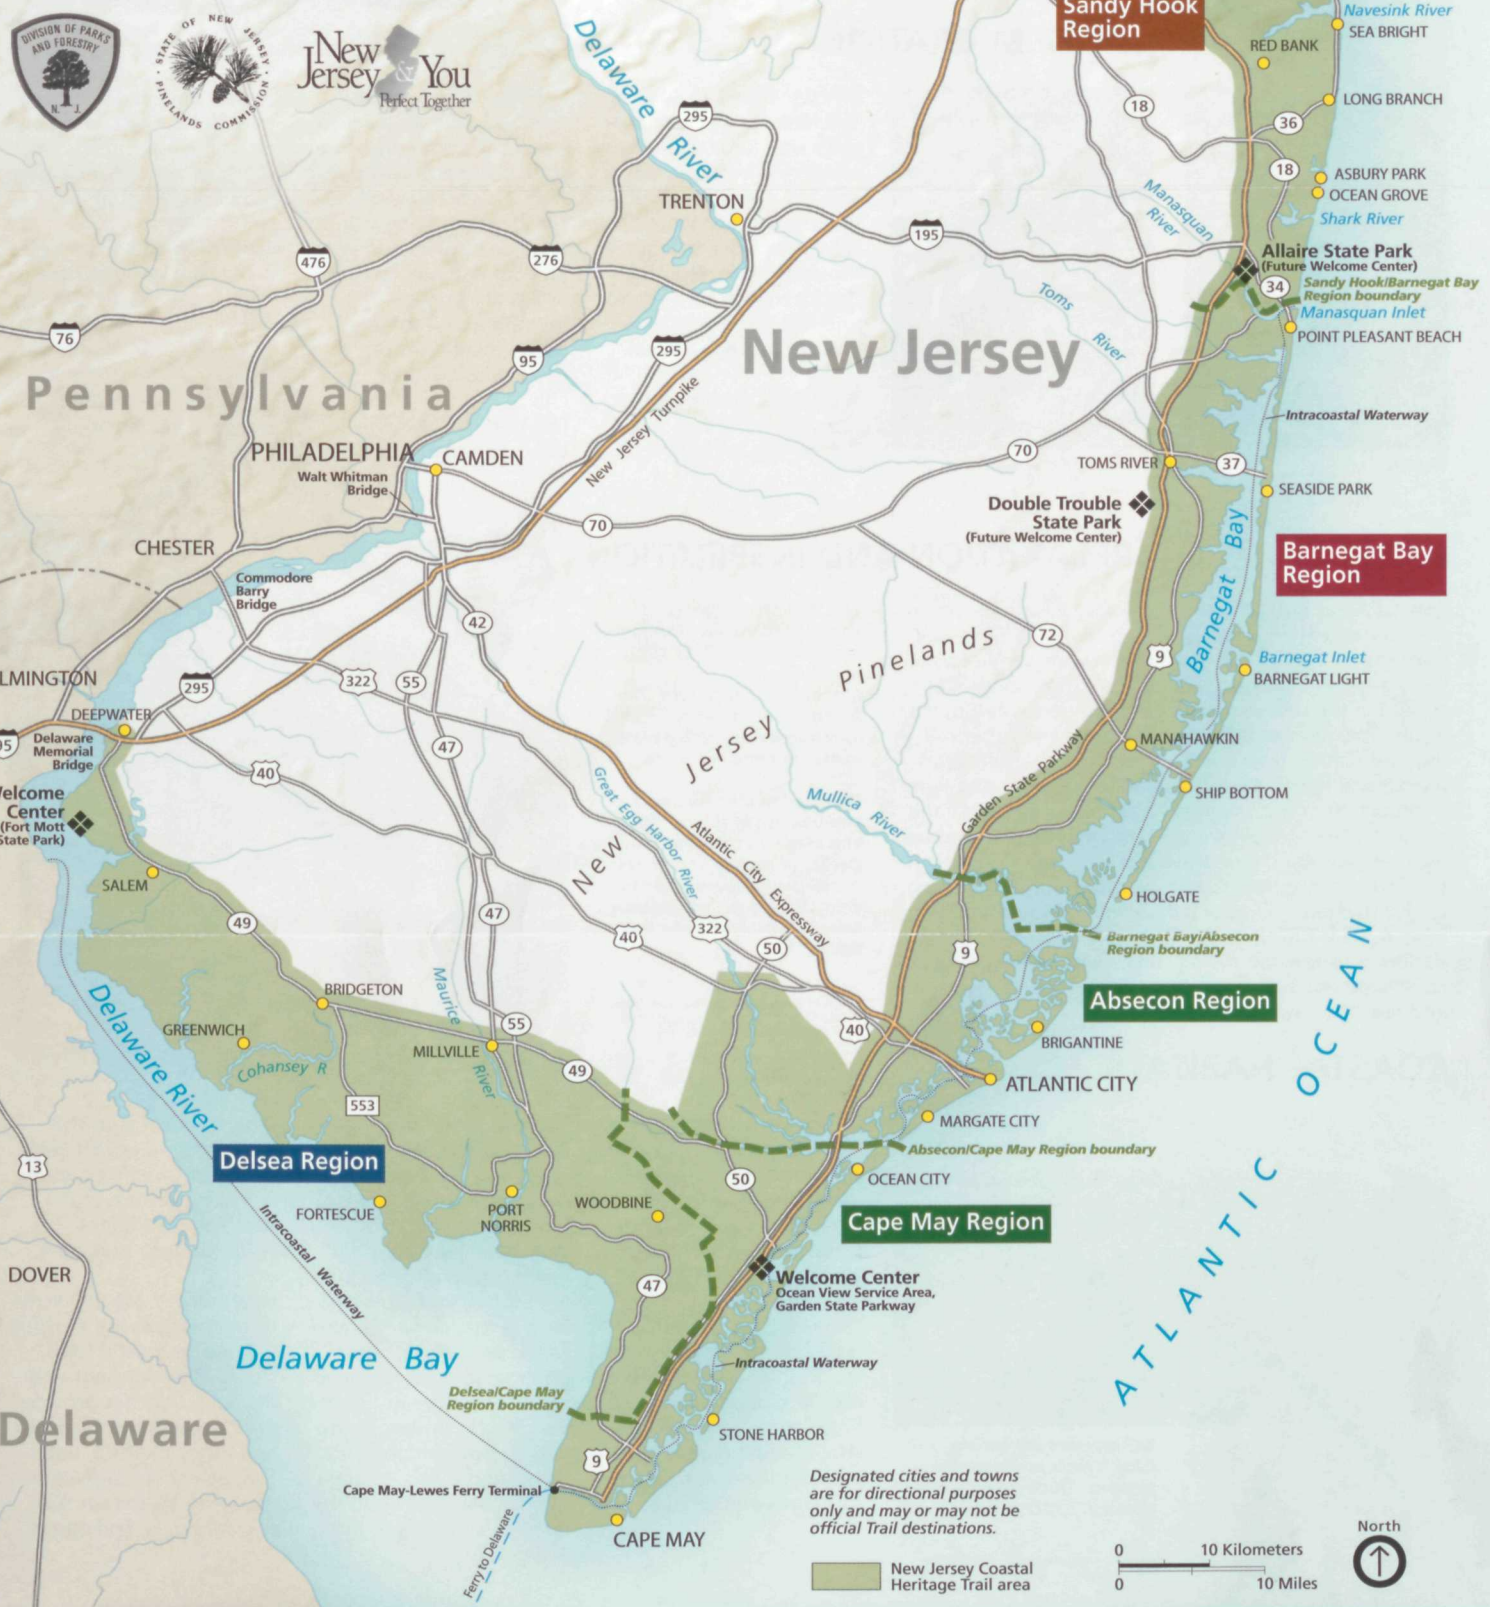 DIVISION OF PARKS
AND FORESTRY
N. J.
STATE OF NEW JERSEY
PINELANDS COMMISSION
New
Jersey & You
Perfect Together
Delaware
River
Sandy Hook
Region
Navesink River
SEA BRIGHT
RED BANK
LONG BRANCH
18
36
295
18
ASBURY PARK
OCEAN GROVE
Shark River
TRENTON
Manasquan
River
195
476
276
Allaire State Park
(Future Welcome Center)
34
Sandy Hook/Barnegat Bay
Region boundary
Manasquan Inlet
POINT PLEASANT BEACH
Toms
River
76
95
295
New Jersey
Pennsylvania
New Jersey Turnpike
Intracoastal Waterway
PHILADELPHIA
CAMDEN
Walt Whitman
Bridge
70
TOMS RIVER
37
SEASIDE PARK
Double Trouble
State Park
(Future Welcome Center)
70
Barnegat Bay
Barnegat Bay
Region
CHESTER
Commodore
Barry
Bridge
42
72
9
New Jersey Pinelands
Barnegat Inlet
BARNEGAT LIGHT
LMINGTON
295
322
55
DEEPWATER
95
Delaware
Memorial
Bridge
47
40
MANAHAWKIN
Garden State Parkway
SHIP BOTTOM
Great Egg Harbor River
Mullica River
Atlantic City Expressway
elcome
Center
(Fort Mott
State Park)
SALEM
49
47
40
322
50
9
HOLGATE
Barnegat Bay/Absecon
Region boundary
ATLANTIC OCEAN
Absecon Region
BRIDGETON
Maurice
River
55
40
GREENWICH
Delaware River
Cohansey R
MILLVILLE
49
BRIGANTINE
ATLANTIC CITY
553
MARGATE CITY
Absecon/Cape May Region boundary
13
Delsea Region
50
OCEAN CITY
FORTESCUE
PORT
NORRIS
WOODBINE
Cape May Region
Intracoastal Waterway
DOVER
47
Welcome Center
Ocean View Service Area,
Garden State Parkway
Delaware Bay
Intracoastal Waterway
Delsea/Cape May
Region boundary
Delaware
STONE HARBOR
9
Cape May-Lewes Ferry Terminal
Ferry to Delaware
CAPE MAY
Designated cities and towns
are for directional purposes
only and may or may not be
official Trail destinations.
New Jersey Coastal
Heritage Trail area
0 10 Kilometers
0 10 Miles
North